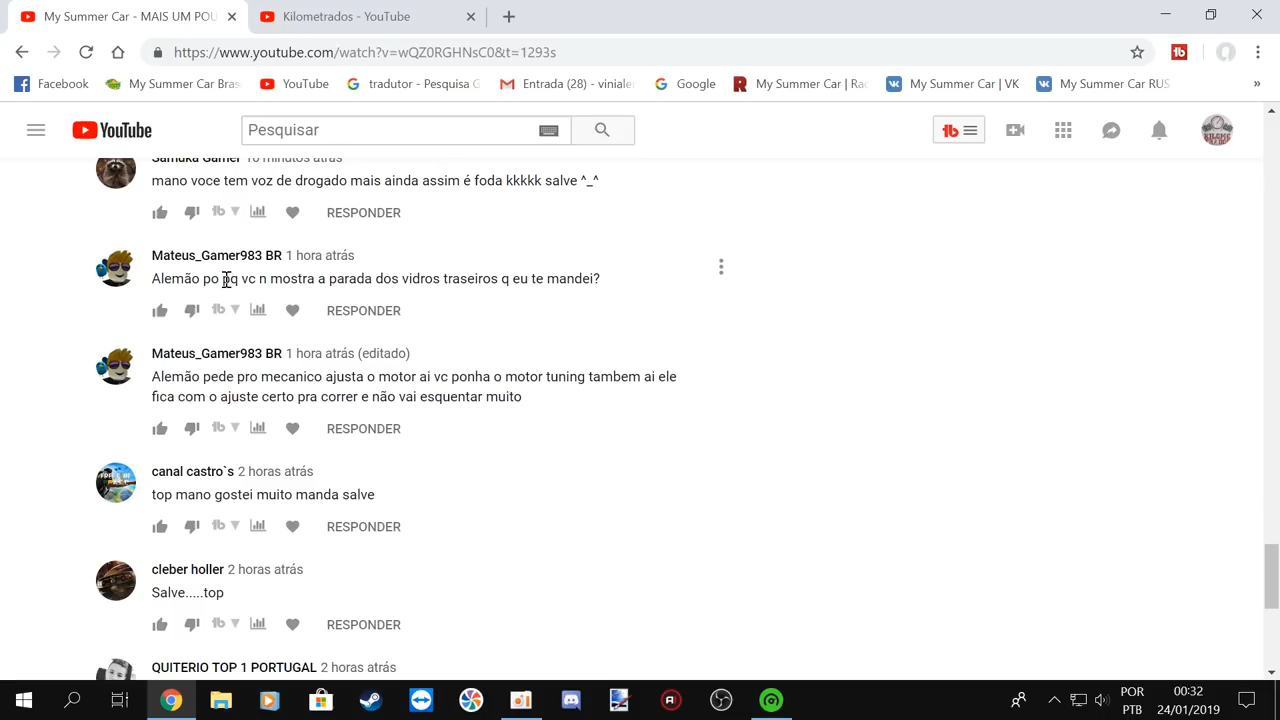 My Summer Car - MAIS UM POU
Kilometrados - YouTube
https://www.youtube.com/watch?v=wQZ0RGHNsC0&t=1293s
Facebook
My Summer Car Bras
YouTube
tradutor - Pesquisa G
Entrada (28) - vinialer
Google
My Summer Car | Rac
My Summer Car | VK
My Summer Car RUS
»
YouTube
Pesquisar
Samuka Gamer 16 minutos atrás
mano voce tem voz de drogado mais ainda assim é foda kkkkk salve ^_^
RESPONDER
Mateus_Gamer983 BR 1 hora atrás
Alemão po pq vc n mostra a parada dos vidros traseiros q eu te mandei?
RESPONDER
Mateus_Gamer983 BR 1 hora atrás (editado)
Alemão pede pro mecanico ajusta o motor ai vc ponha o motor tuning tambem ai ele
fica com o ajuste certo pra correr e não vai esquentar muito
RESPONDER
canal castro`s 2 horas atrás
top mano gostei muito manda salve
RESPONDER
cleber holler 2 horas atrás
Salve.....top
RESPONDER
QUITERIO TOP 1 PORTUGAL 2 horas atrás
POR
PTB
00:32
24/01/2019